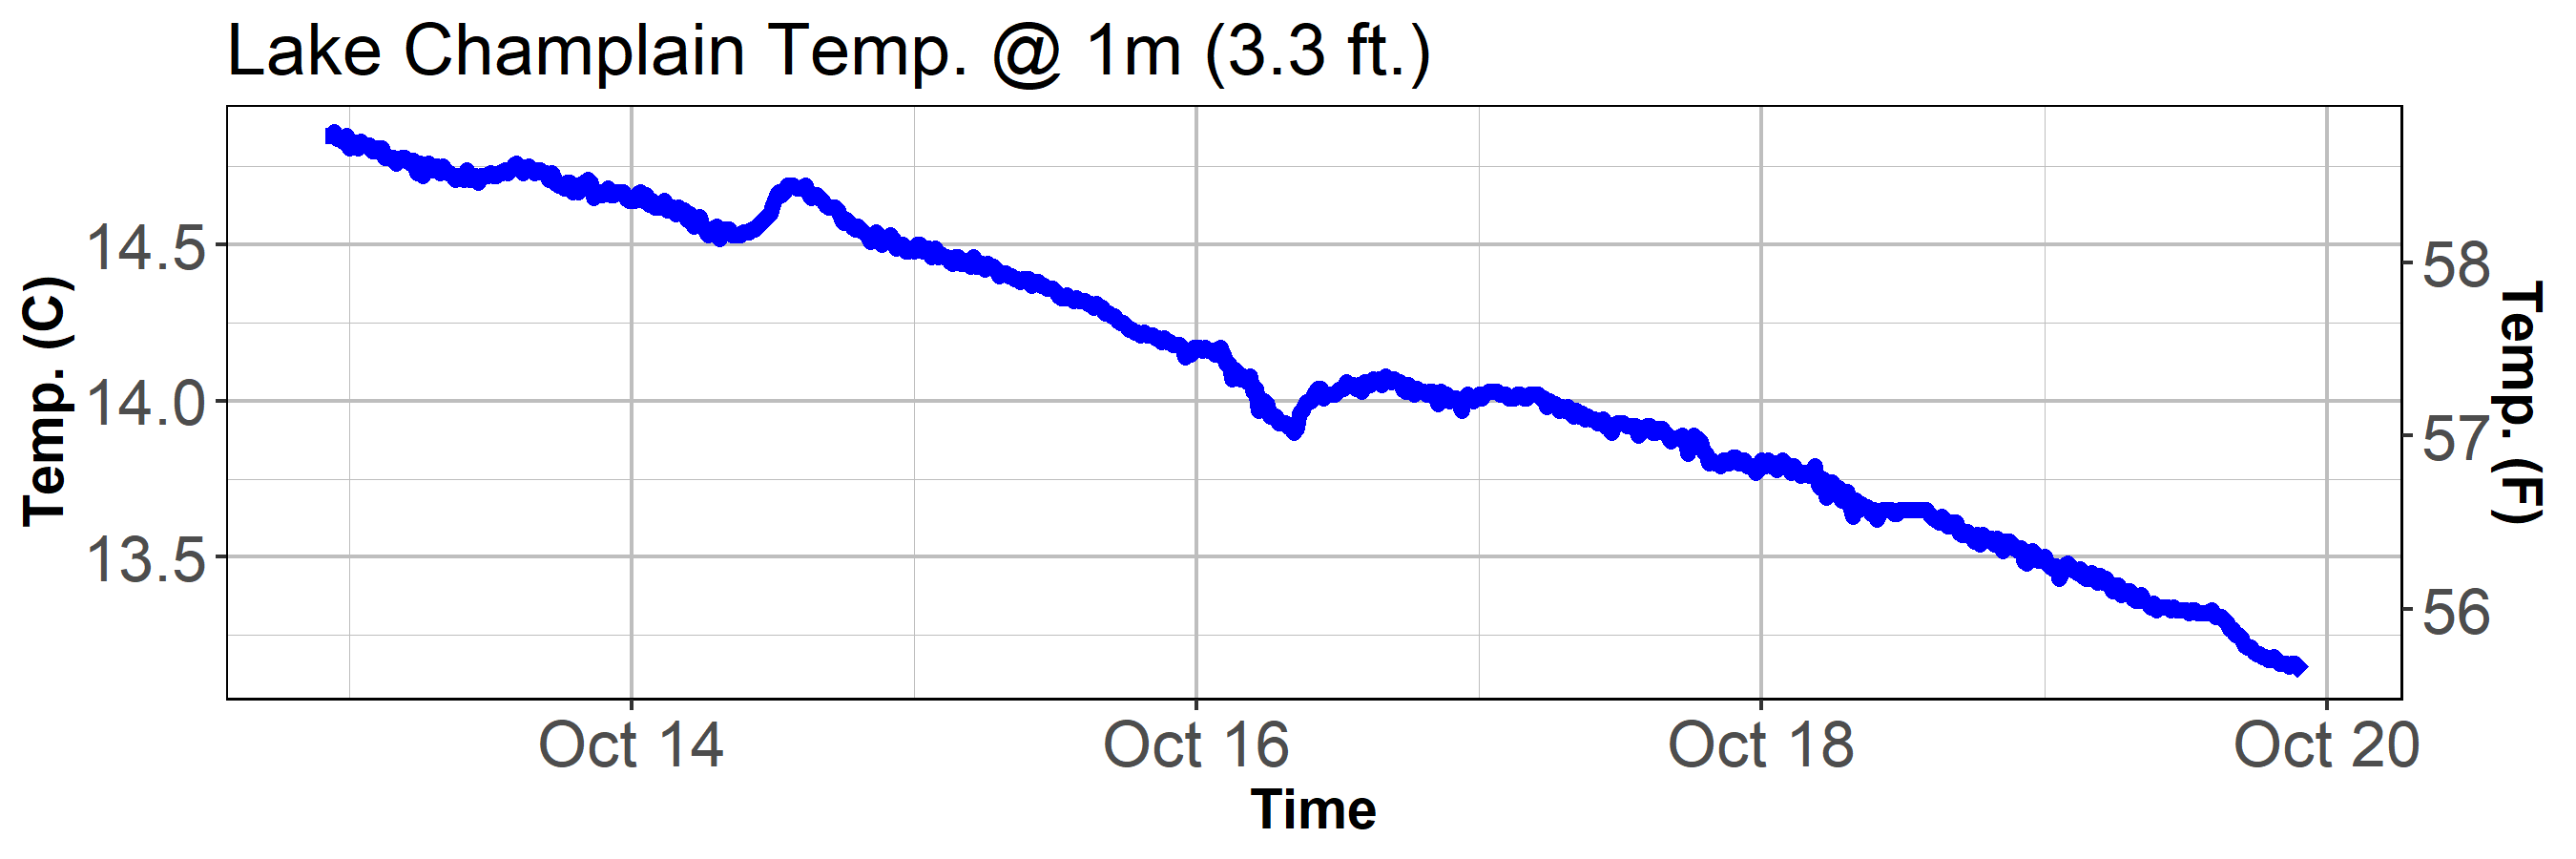 Lake Champlain Temp. @ 1m (3.3 ft.)
Temp. (C)
14.5
14.0
13.5
58
57
56
Temp. (F)
Oct 14
Oct 16
Oct 18
Oct 20
Time